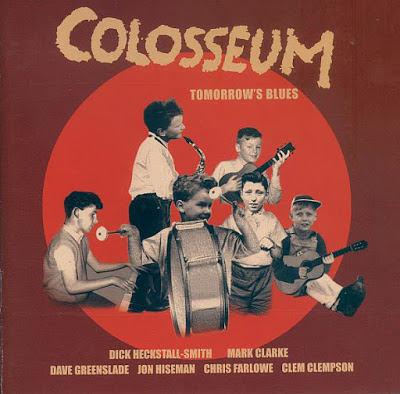 COLOSSEUM
TOMORROW'S BLUES
DICK HECKSTALL-SMITH MARK CLARKE
DAVE GREENSLADE JON HISEMAN CHRIS FARLOWE CLEM CLEMPSON